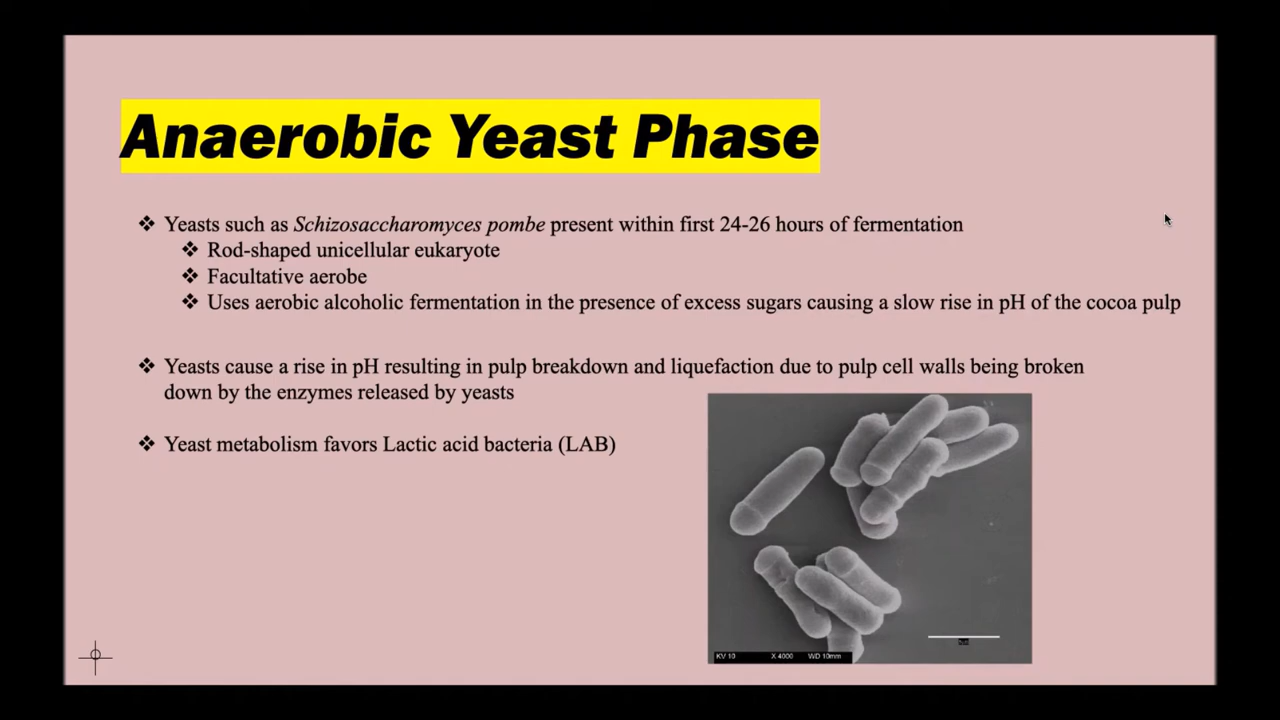 Anaerobic Yeast Phase
❖ Yeasts such as Schizosaccharomyces pombe present within first 24-26 hours of fermentation
❖ Rod-shaped unicellular eukaryote
❖ Facultative aerobe
❖ Uses aerobic alcoholic fermentation in the presence of excess sugars causing a slow rise in pH of the cocoa pulp
❖ Yeasts cause a rise in pH resulting in pulp breakdown and liquefaction due to pulp cell walls being broken
down by the enzymes released by yeasts
❖ Yeast metabolism favors Lactic acid bacteria (LAB)
KV 10 X 4000 WD 10mm